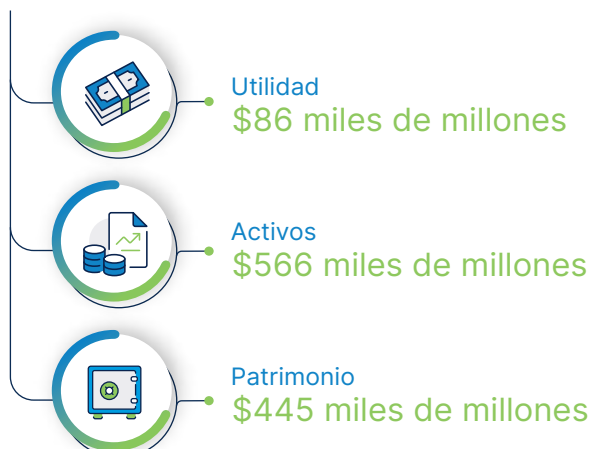 Utilidad
$86 miles de millones
Activos
$566 miles de millones
Patrimonio
$445 miles de millones